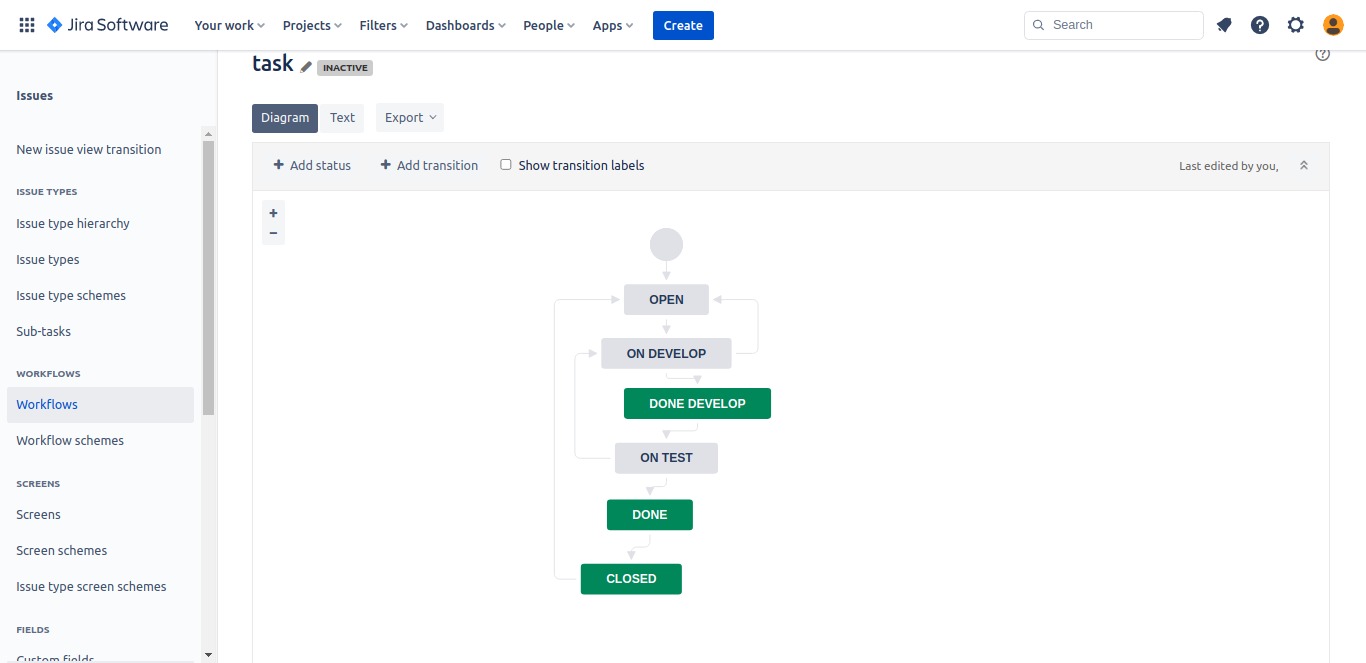 Jira Software Your work Projects Filters Dashboards People Apps Create Search
task INACTIVE
Issues
Diagram Text Export
New issue view transition
Add status Add transition Show transition labels Last edited by you,
ISSUE TYPES
Issue type hierarchy
Issue types
Issue type schemes
Sub-tasks
WORKFLOWS
Workflows
Workflow schemes
SCREENS
Screens
Screen schemes
Issue type screen schemes
FIELDS
Custom fields
OPEN
ON DEVELOP
DONE DEVELOP
ON TEST
DONE
CLOSED